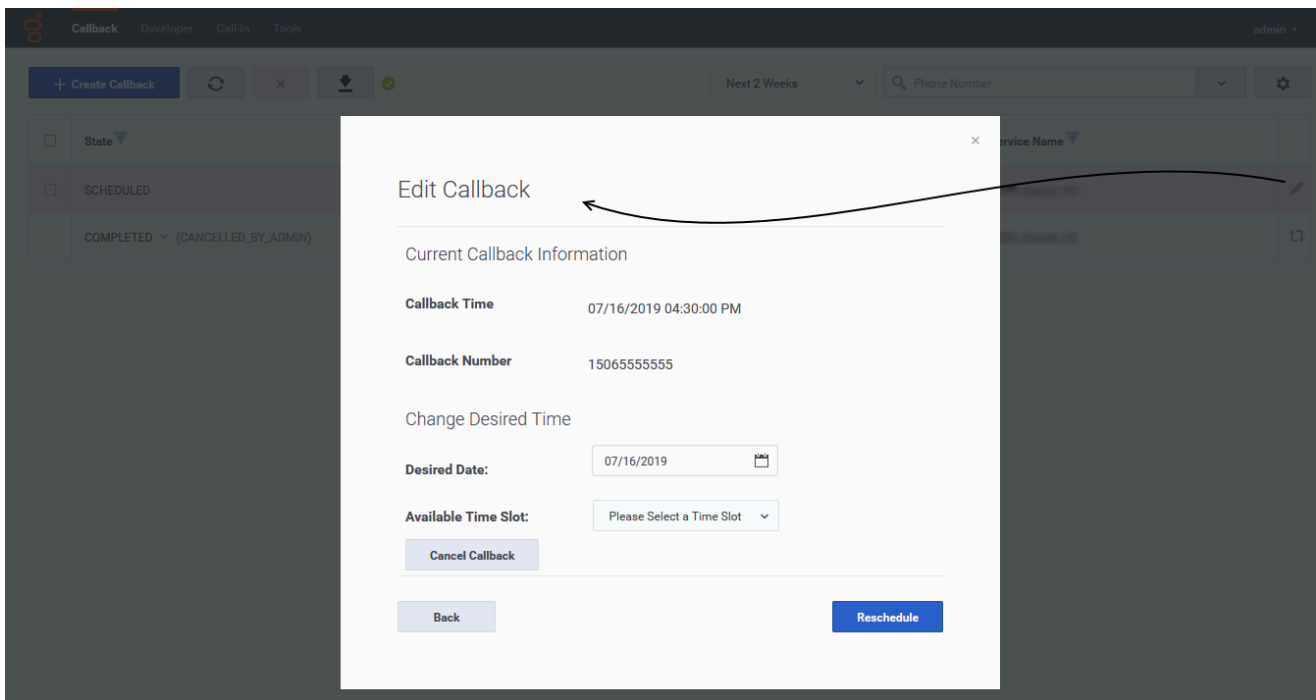 Callback Developer Call-In Tools admin
+ Create Callback Next 2 Weeks Phone Number
State ervice Name
SCHEDULED
COMPLETED (CANCELLED_BY_ADMIN)
Edit Callback
Current Callback Information
Callback Time 07/16/2019 04:30:00 PM
Callback Number 15065555555
Change Desired Time
Desired Date: 07/16/2019
Available Time Slot: Please Select a Time Slot
Cancel Callback
Back Reschedule